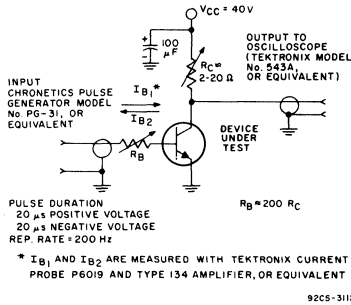 VCC = 40V
+
-
100
μF
RC≈
2-20 Ω
OUTPUT TO
OSCILLOSCOPE
(TEKTRONIX MODEL
No. 543A,
OR EQUIVALENT)
INPUT
CHRONETICS PULSE
GENERATOR MODEL
No. PG-31, OR
EQUIVALENT
IB1*
IB2
RB
DEVICE
UNDER
TEST
PULSE DURATION
20 μs POSITIVE VOLTAGE
20 μs NEGATIVE VOLTAGE
REP. RATE = 200 Hz
RB≈200 RC
* IB1 AND IB2 ARE MEASURED WITH TEKTRONIX CURRENT
PROBE P6019 AND TYPE 134 AMPLIFIER, OR EQUIVALENT